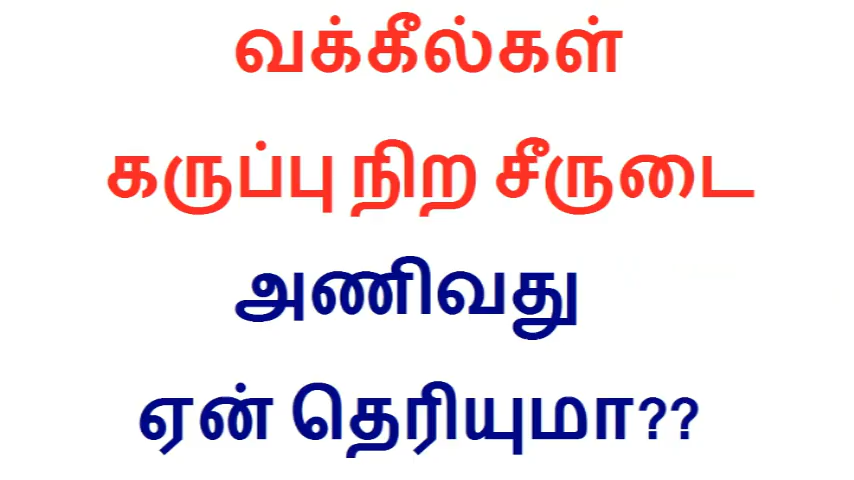 வக்கீல்கள்
கருப்பு நிற சீருடை
அணிவது
ஏன் தெரியுமா??